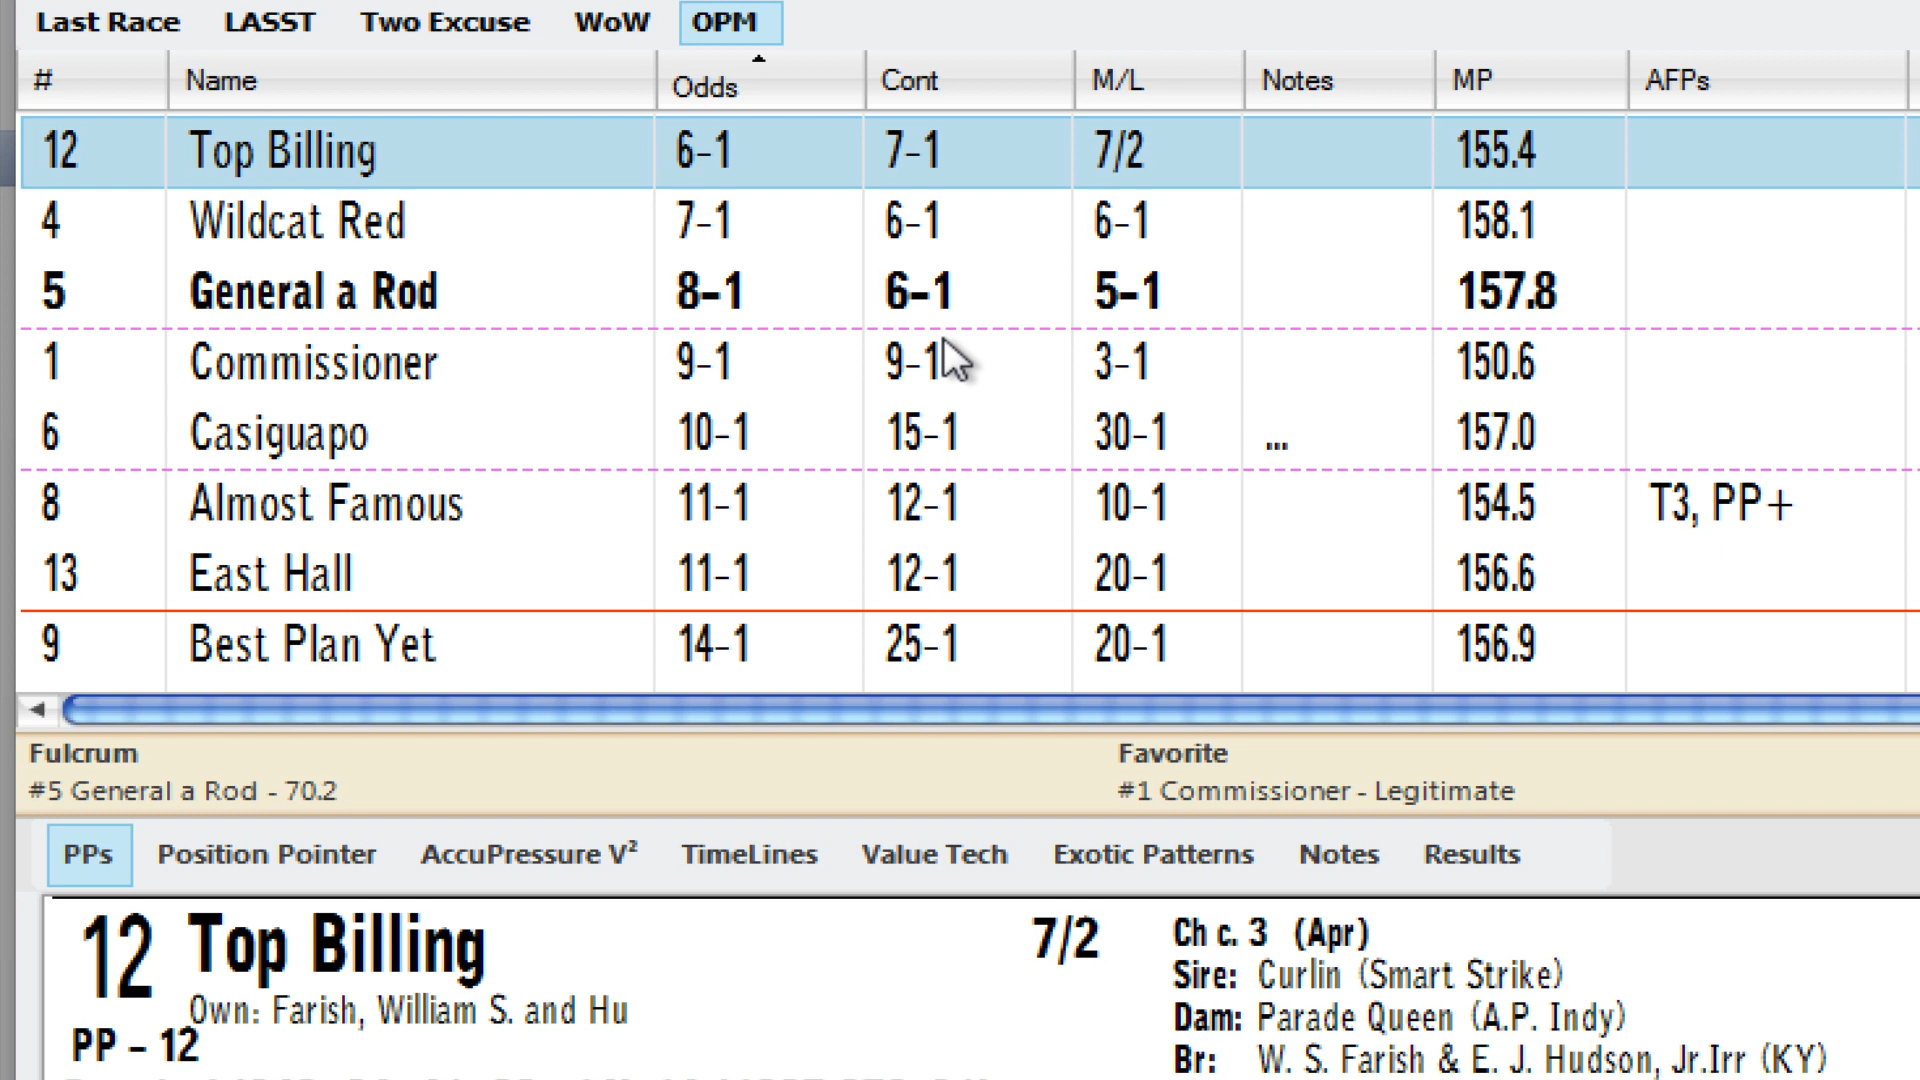 Last Race LASST Two Excuse WoW OPM
# Name Odds Cont M/L Notes MP AFPs
12 Top Billing 6-1 7-1 7/2 155.4
4 Wildcat Red 7-1 6-1 6-1 158.1
5 General a Rod 8-1 6-1 5-1 157.8
1 Commissioner 9-1 9-1 3-1 150.6
6 Casiguapo 10-1 15-1 30-1 ... 157.0
8 Almost Famous 11-1 12-1 10-1 154.5 T3, PP+
13 East Hall 11-1 12-1 20-1 156.6
9 Best Plan Yet 14-1 25-1 20-1 156.9
Fulcrum Favorite
#5 General a Rod - 70.2 #1 Commissioner - Legitimate
PPs Position Pointer AccuPressure V² TimeLines Value Tech Exotic Patterns Notes Results
12 Top Billing 7/2 Ch c. 3 (Apr)
Sire: Curlin (Smart Strike)
Own: Farish, William S. and Hu Dam: Parade Queen (A.P. Indy)
PP - 12 Br: W. S. Farish & E. J. Hudson, Jr.Irr (KY)